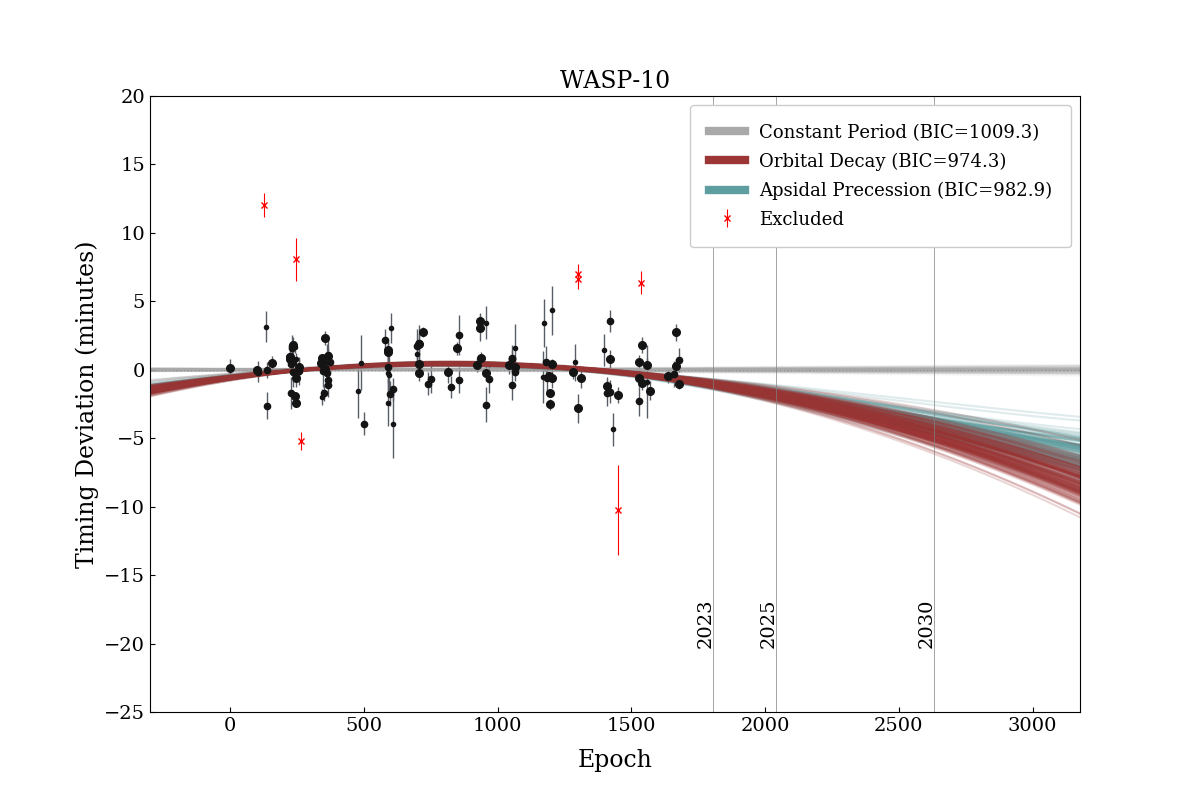 WASP-10
20
15
10
5
0
−5
−10
−15
−20
−25
Timing Deviation (minutes)
Constant Period (BIC=1009.3)
Orbital Decay (BIC=974.3)
Apsidal Precession (BIC=982.9)
Excluded
2023
2025
2030
0 500 1000 1500 2000 2500 3000
Epoch